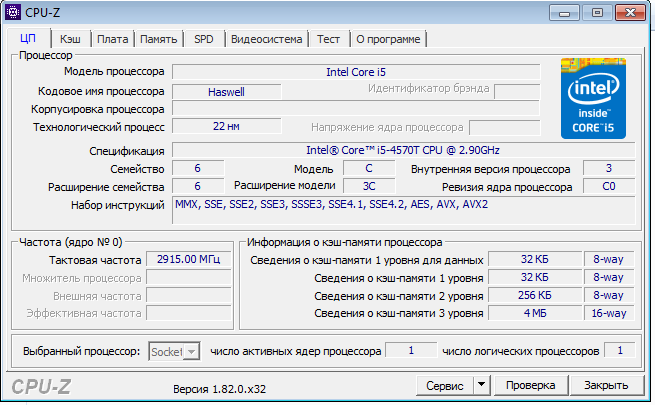 CPU-Z
ЦП Кэш Плата Память SPD Видеосистема Тест О программе
Процессор
Модель процессора Intel Core i5
Кодовое имя процессора Haswell Идентификатор брэнда
Корпусировка процессора
Технологический процесс 22 нм Напряжение ядра процессора
intel inside™ CORE™ i5
Спецификация Intel® Core™ i5-4570T CPU @ 2.90GHz
Семейство 6 Модель C Внутренняя версия процессора 3
Расширение семейства 6 Расширение модели 3C Ревизия ядра процессора C0
Набор инструкций MMX, SSE, SSE2, SSE3, SSSE3, SSE4.1, SSE4.2, AES, AVX, AVX2
Частота (ядро № 0)
Тактовая частота 2915.00 МГц
Множитель процессора
Внешняя частота
Эффективная частота
Информация о кэш-памяти процессора
Сведения о кэш-памяти 1 уровня для данных 32 КБ 8-way
Сведения о кэш-памяти 1 уровня 32 КБ 8-way
Сведения о кэш-памяти 2 уровня 256 КБ 8-way
Сведения о кэш-памяти 3 уровня 4 МБ 16-way
Выбранный процессор: Socket число активных ядер процессора 1 число логических процессоров 1
CPU-Z Версия 1.82.0.x32 Сервис Проверка Закрыть